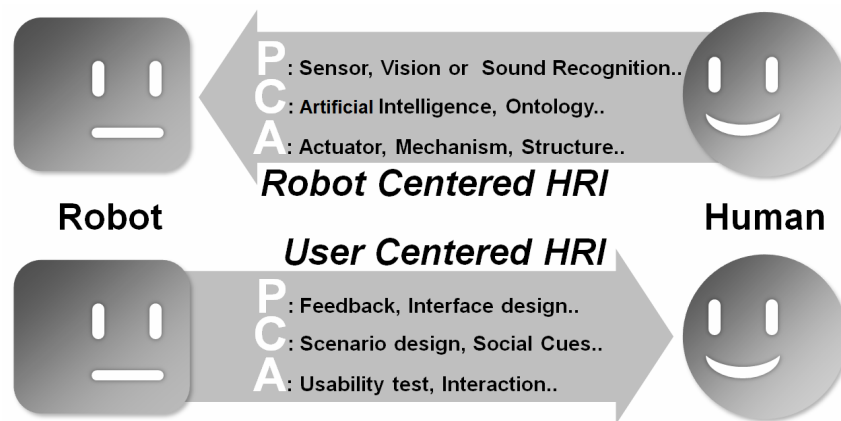 P: Sensor, Vision or Sound Recognition..
C: Artificial Intelligence, Ontology..
A: Actuator, Mechanism, Structure..
Robot Centered HRI
Robot
Human
User Centered HRI
P: Feedback, Interface design..
C: Scenario design, Social Cues..
A: Usability test, Interaction..